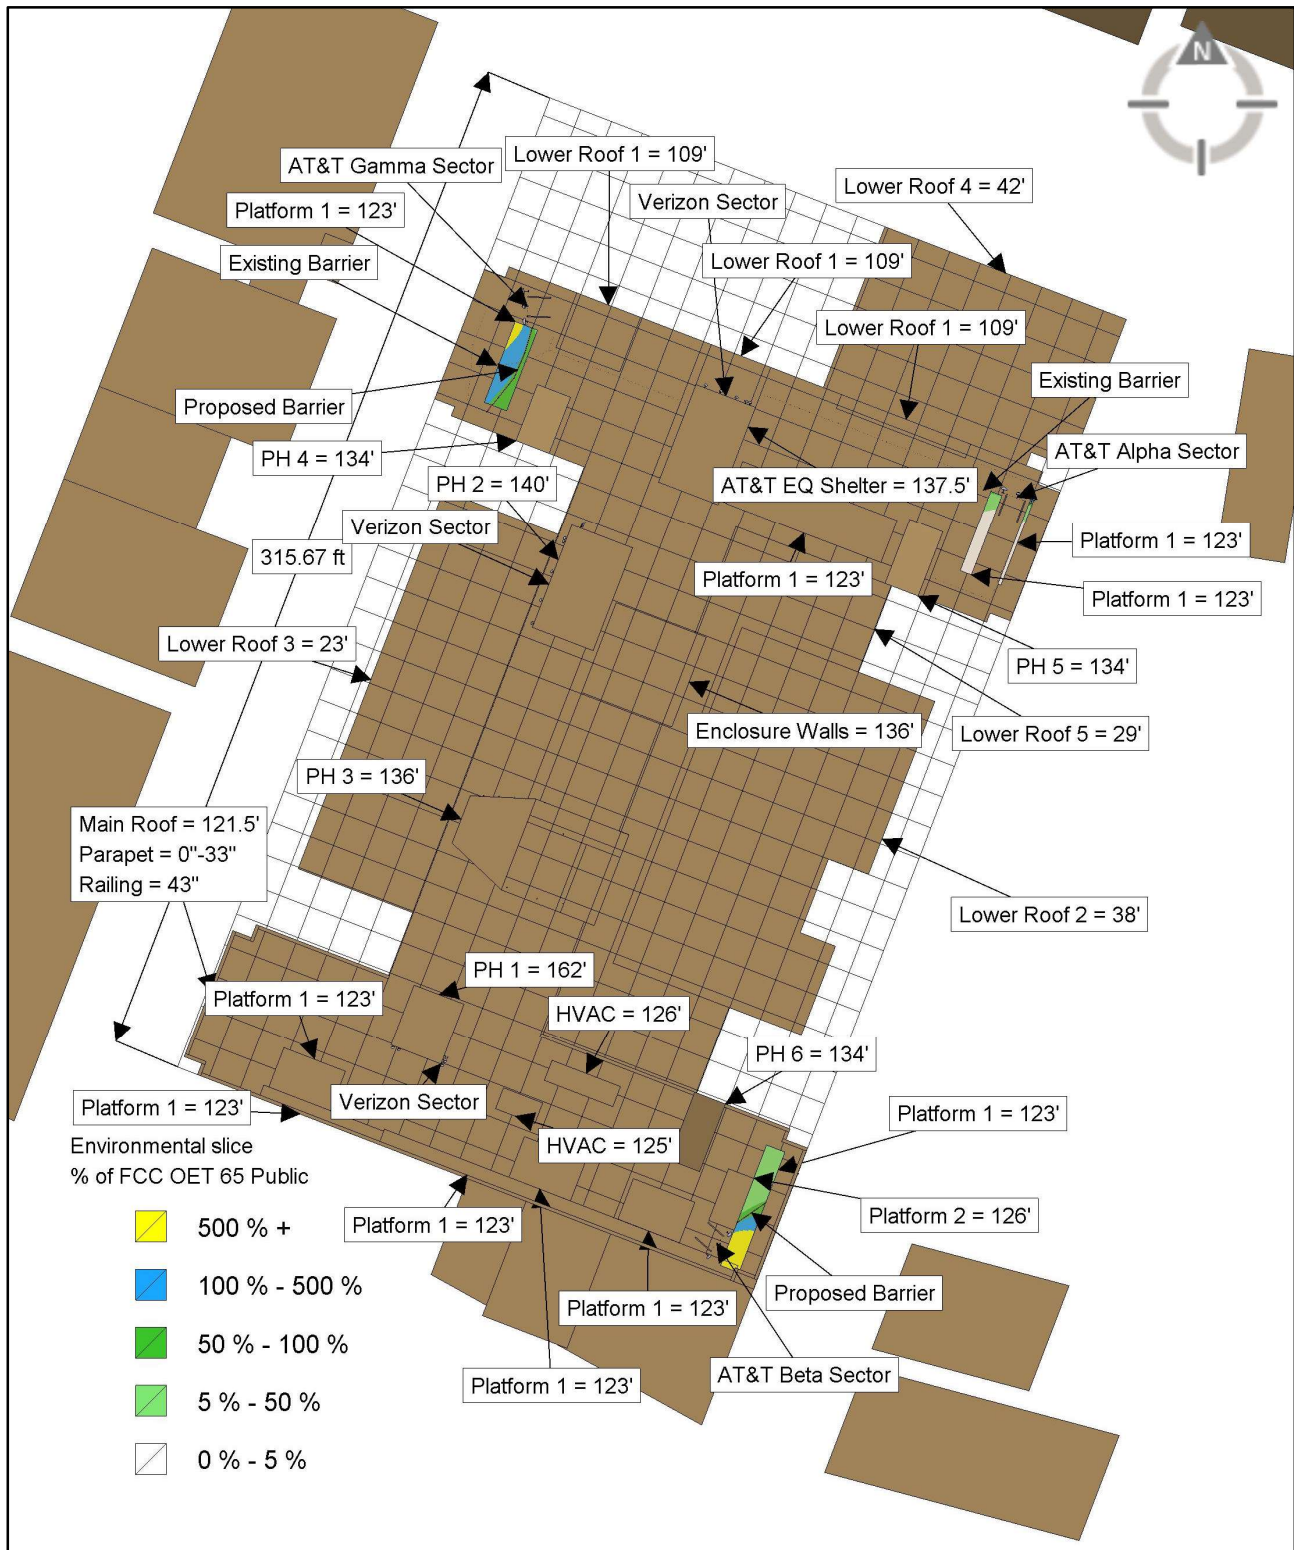 N
Lower Roof 1 = 109'
AT&T Gamma Sector
Lower Roof 4 = 42'
Verizon Sector
Platform 1 = 123'
Existing Barrier
Lower Roof 1 = 109'
Lower Roof 1 = 109'
Existing Barrier
Proposed Barrier
AT&T Alpha Sector
PH 4 = 134'
PH 2 = 140'
AT&T EQ Shelter = 137.5'
Verizon Sector
Platform 1 = 123'
315.67 ft
Platform 1 = 123'
Platform 1 = 123'
Lower Roof 3 = 23'
PH 5 = 134'
Enclosure Walls = 136'
Lower Roof 5 = 29'
PH 3 = 136'
Main Roof = 121.5'
Parapet = 0"-33"
Railing = 43"
Lower Roof 2 = 38'
PH 1 = 162'
Platform 1 = 123'
HVAC = 126'
PH 6 = 134'
Platform 1 = 123'
Verizon Sector
Platform 1 = 123'
HVAC = 125'
Environmental slice
% of FCC OET 65 Public
Platform 2 = 126'
500 % +
Platform 1 = 123'
100 % - 500 %
Proposed Barrier
Platform 1 = 123'
50 % - 100 %
AT&T Beta Sector
Platform 1 = 123'
5 % - 50 %
0 % - 5 %